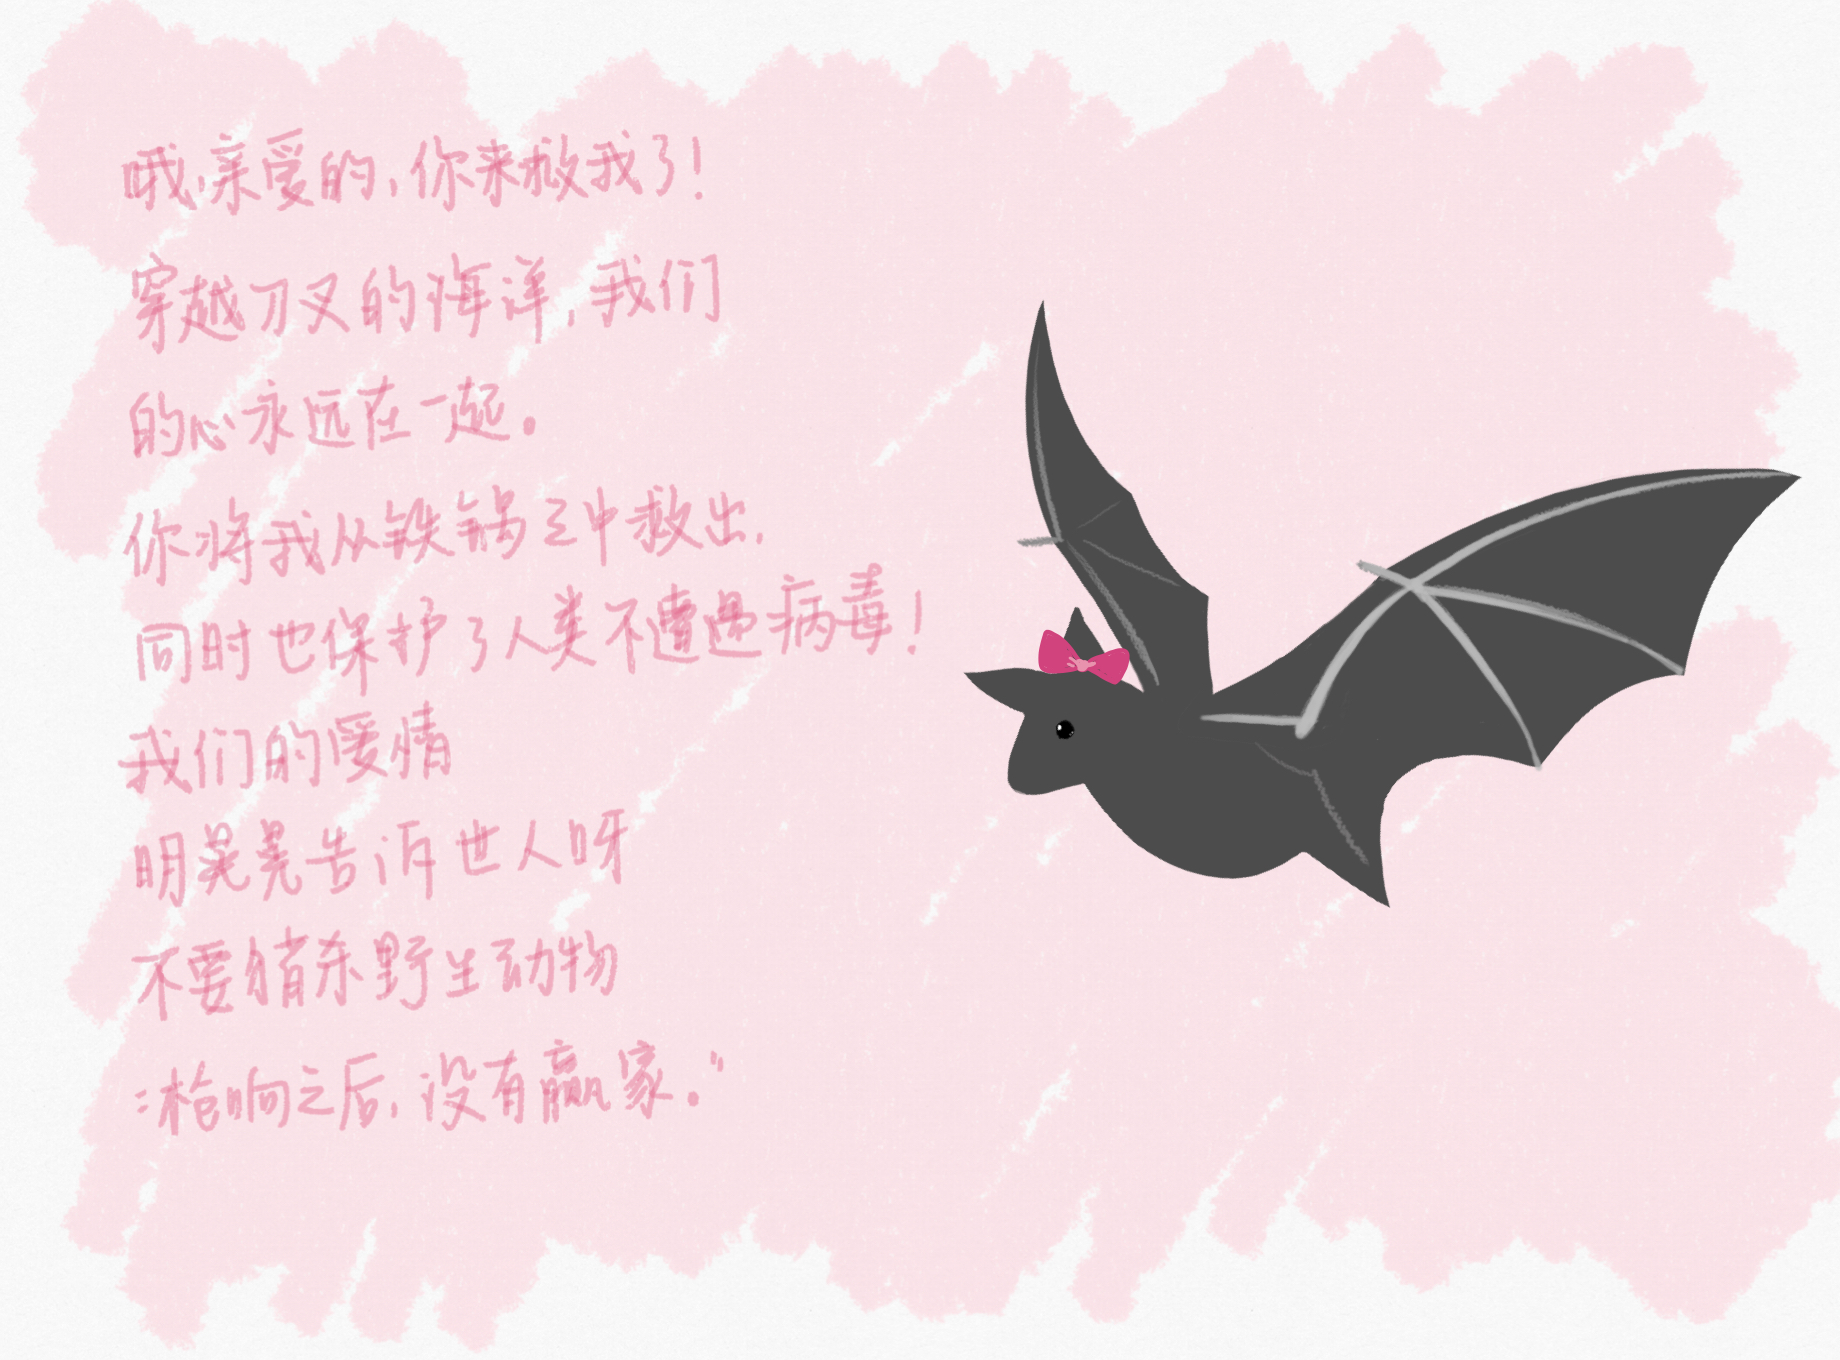 哦,亲爱的,你来救我了!
穿越刀叉的海洋,我们
的心永远在一起。
你将我从铁锅之中救出,
同时也保护了人类不遭遇病毒!
我们的爱情
明晃晃告诉世人呀
不要猎杀野生动物
:枪响之后,没有赢家。"